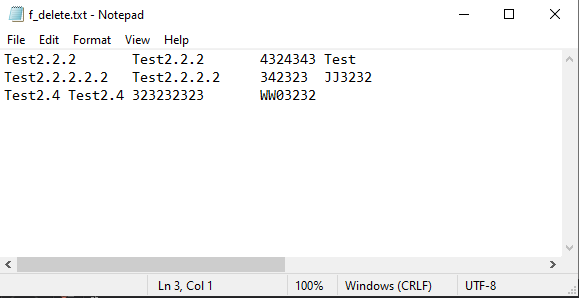 f_delete.txt - Notepad
File Edit Format View Help
Test2.2.2 Test2.2.2 4324343 Test
Test2.2.2.2.2 Test2.2.2.2 342323 JJ3232
Test2.4 Test2.4 323232323 WW03232
Ln 3, Col 1 100% Windows (CRLF) UTF-8